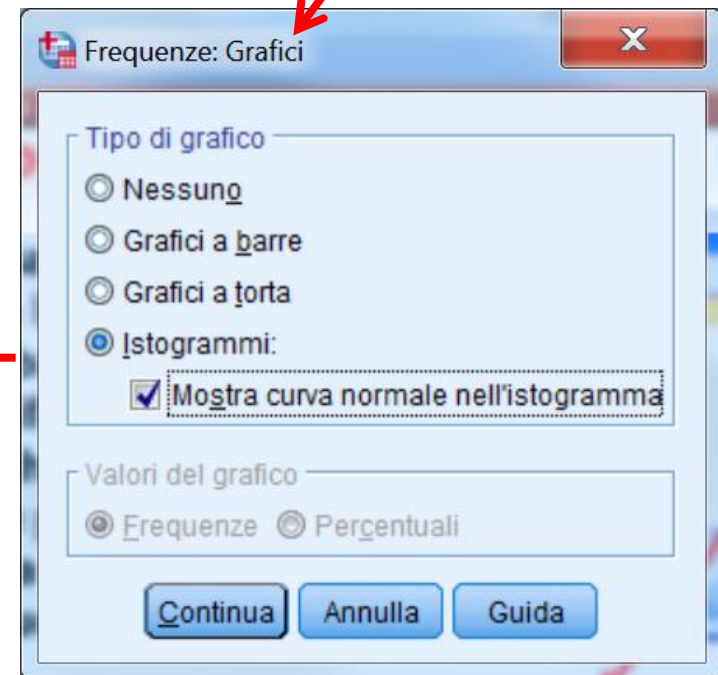 Frequenze: Grafici
Tipo di grafico
Nessuno
Grafici a barre
Grafici a torta
Istogrammi:
Mostra curva normale nell'istogramma
Valori del grafico
Frequenze Percentuali
Continua Annulla Guida